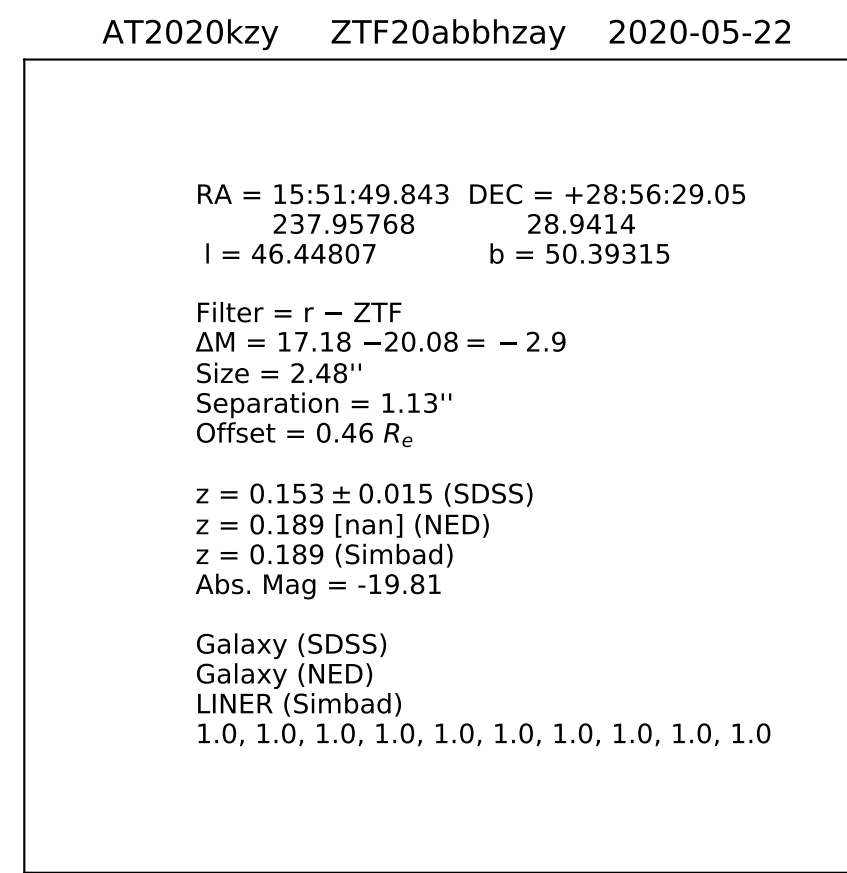 AT2020kzy ZTF20abbhzay 2020-05-22
RA = 15:51:49.843 DEC = +28:56:29.05
237.95768 28.9414
l = 46.44807 b = 50.39315
Filter = r − ZTF
ΔM = 17.18 −20.08 = − 2.9
Size = 2.48''
Separation = 1.13''
Offset = 0.46 Rₑ
z = 0.153 ± 0.015 (SDSS)
z = 0.189 [nan] (NED)
z = 0.189 (Simbad)
Abs. Mag = -19.81
Galaxy (SDSS)
Galaxy (NED)
LINER (Simbad)
1.0, 1.0, 1.0, 1.0, 1.0, 1.0, 1.0, 1.0, 1.0, 1.0